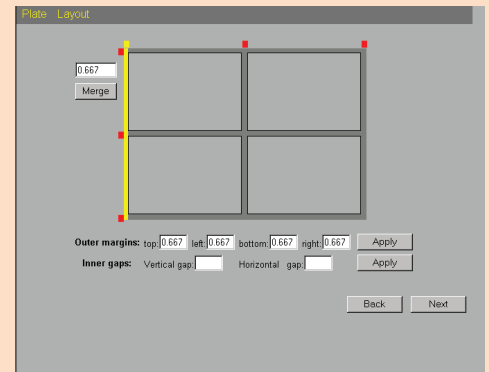 Plate Layout
0.667
Merge
Outer margins: top: 0.667 left: 0.667 bottom: 0.667 right: 0.667 Apply
Inner gaps: Vertical gap: Horizontal gap: Apply
Back Next